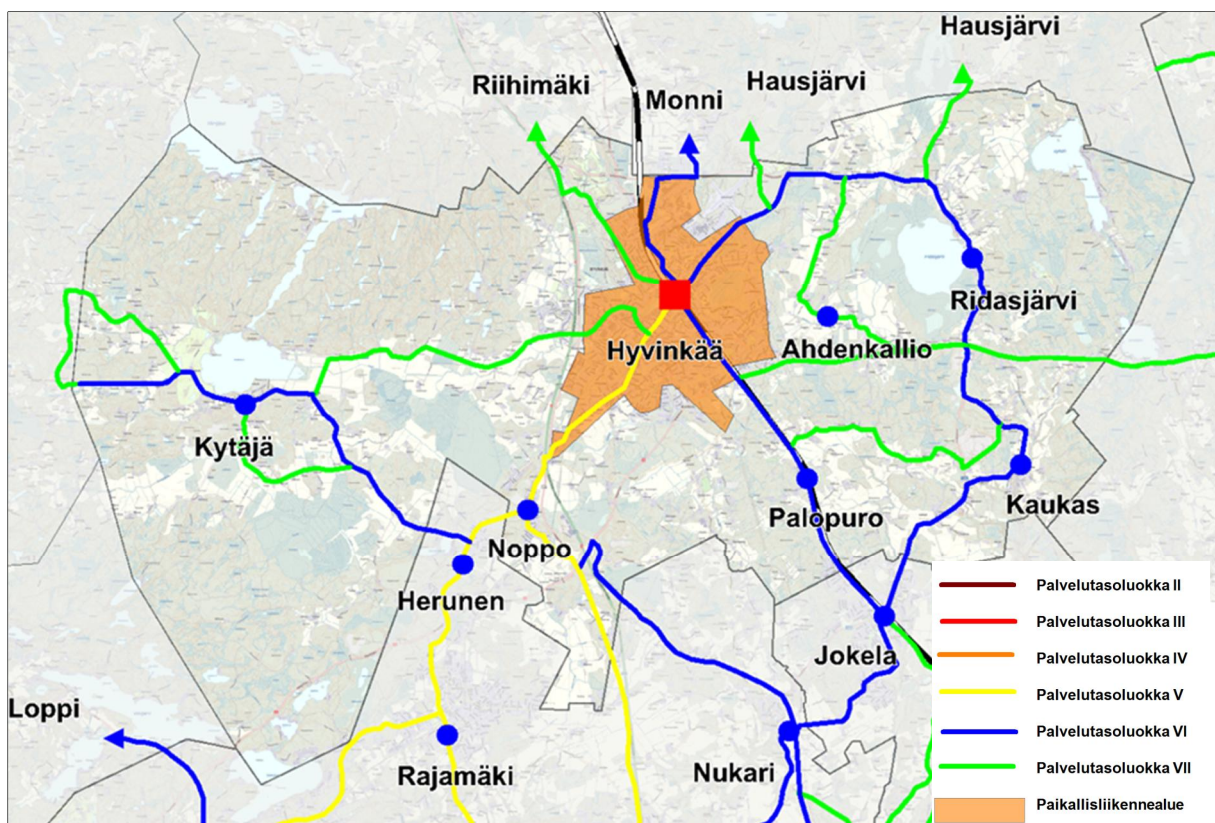 Hausjärvi
Riihimäki
Monni
Hausjärvi
Hyvinkää
Ahdenkallio
Ridasjärvi
Kytäjä
Palopuro
Kaukas
Noppo
Herunen
Jokela
Loppi
Rajamäki
Nukari
Palvelutasoluokka II
Palvelutasoluokka III
Palvelutasoluokka IV
Palvelutasoluokka V
Palvelutasoluokka VI
Palvelutasoluokka VII
Paikallisliikennealue